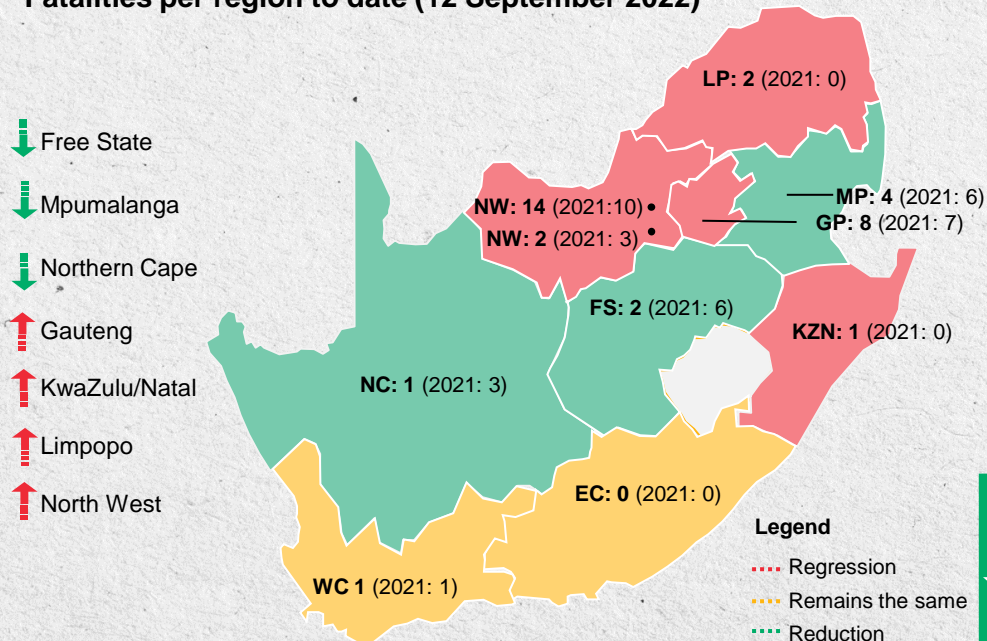 Fatalities per region to date (12 September 2022)
Free State
Mpumalanga
Northern Cape
Gauteng
KwaZulu/Natal
Limpopo
North West
LP: 2 (2021: 0)
MP: 4 (2021: 6)
NW: 14 (2021:10)
GP: 8 (2021: 7)
NW: 2 (2021: 3)
FS: 2 (2021: 6)
KZN: 1 (2021: 0)
NC: 1 (2021: 3)
EC: 0 (2021: 0)
WC 1 (2021: 1)
Legend
Regression
Remains the same
Reduction